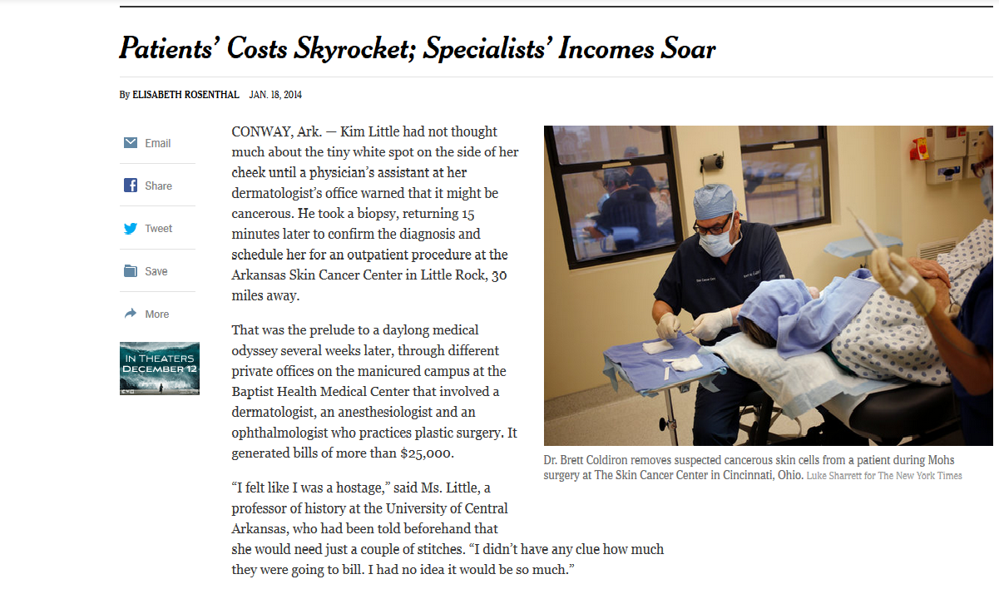 Patients’ Costs Skyrocket; Specialists’ Incomes Soar
By ELISABETH ROSENTHAL JAN. 18, 2014
Email
Share
Tweet
Save
More
IN THEATERS
DECEMBER 12
CONWAY, Ark. — Kim Little had not thought
much about the tiny white spot on the side of her
cheek until a physician’s assistant at her
dermatologist’s office warned that it might be
cancerous. He took a biopsy, returning 15
minutes later to confirm the diagnosis and
schedule her for an outpatient procedure at the
Arkansas Skin Cancer Center in Little Rock, 30
miles away.
That was the prelude to a daylong medical
odyssey several weeks later, through different
private offices on the manicured campus at the
Baptist Health Medical Center that involved a
dermatologist, an anesthesiologist and an
ophthalmologist who practices plastic surgery. It
generated bills of more than $25,000.
“I felt like I was a hostage,” said Ms. Little, a
professor of history at the University of Central
Arkansas, who had been told beforehand that
she would need just a couple of stitches. “I didn’t have any clue how much
they were going to bill. I had no idea it would be so much.”
Dr. Brett Coldiron removes suspected cancerous skin cells from a patient during Mohs
surgery at The Skin Cancer Center in Cincinnati, Ohio. Luke Sharrett for The New York Times